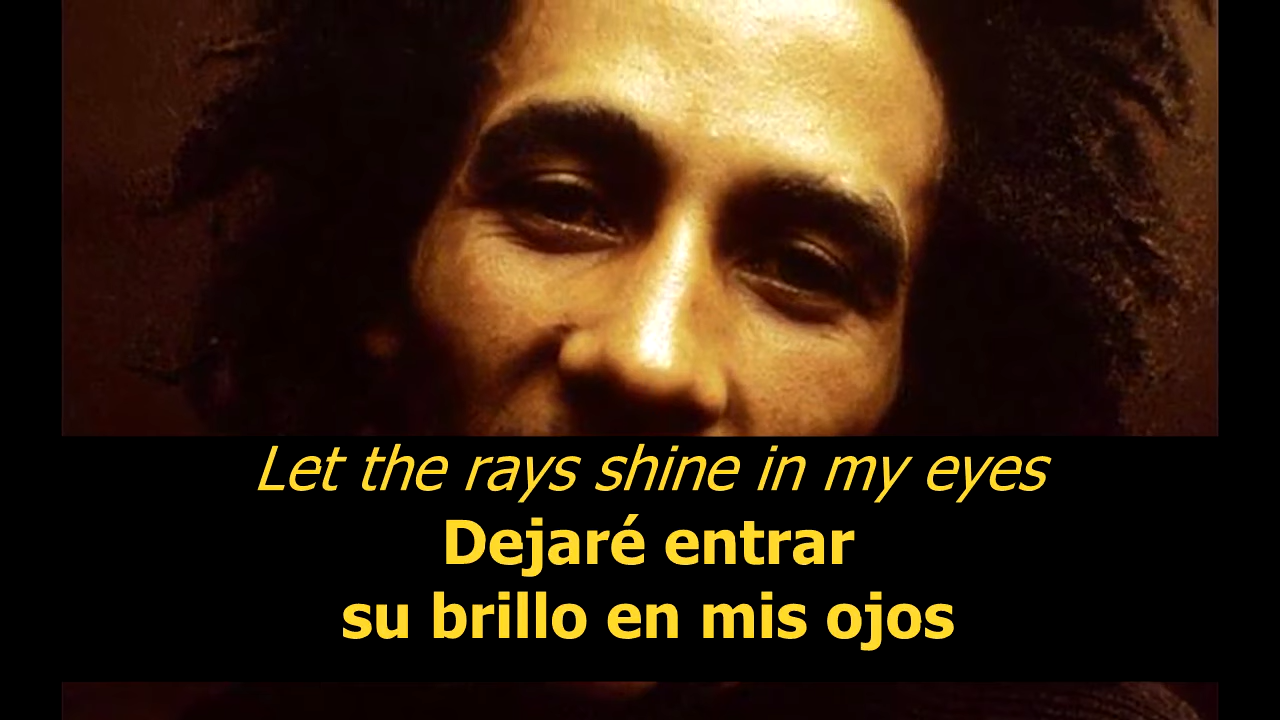 Let the rays shine in my eyes
Dejaré entrar
su brillo en mis ojos